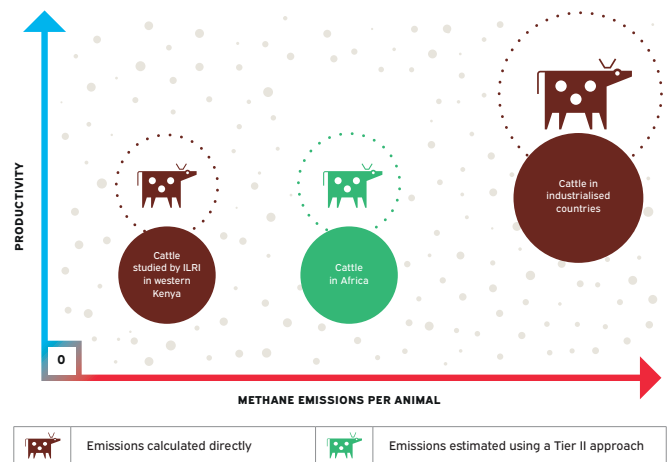 PRODUCTIVITY
Cattle in
industrialised
countries
Cattle
studied by ILRI
in western
Kenya
Cattle
in Africa
0
METHANE EMISSIONS PER ANIMAL
Emissions calculated directly
Emissions estimated using a Tier II approach